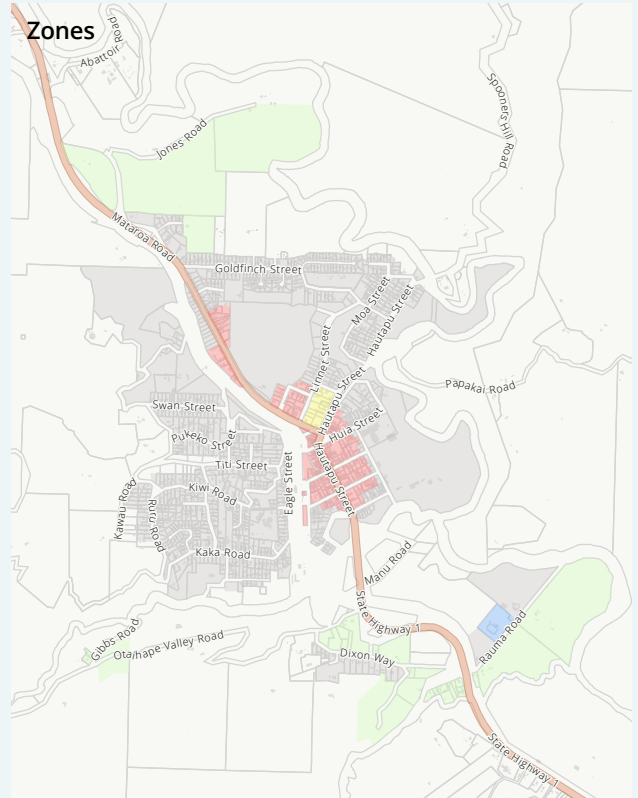 Zones
Abattoir Road
Spooners Hill Road
Jones Road
Mataroa Road
Goldfinch Street
Moa Street
Hautapu Street
Linnet Street
Papakai Road
Hautapu Street
Swan Street
Huia Street
Pukeko Street
Titi Street
Hautapu Street
Eagle Street
Kiwi Road
Kawau Road
Ruru Road
Kaka Road
Manu Road
State Highway 1
Gibbs Road
Otaihape Valley Road
Dixon Way
Rauma Road
State Highway 1